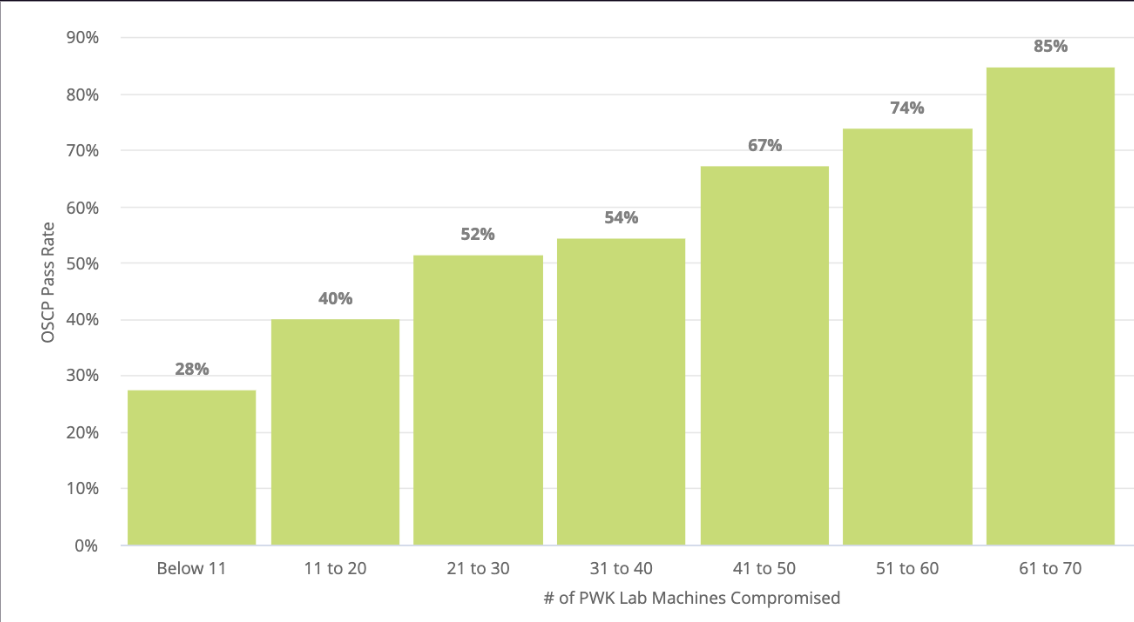 90%
85%
80%
74%
70%
67%
60%
54%
52%
50%
40%
40%
30%
28%
20%
10%
0%
OSCP Pass Rate
Below 11
11 to 20
21 to 30
31 to 40
41 to 50
51 to 60
61 to 70
# of PWK Lab Machines Compromised